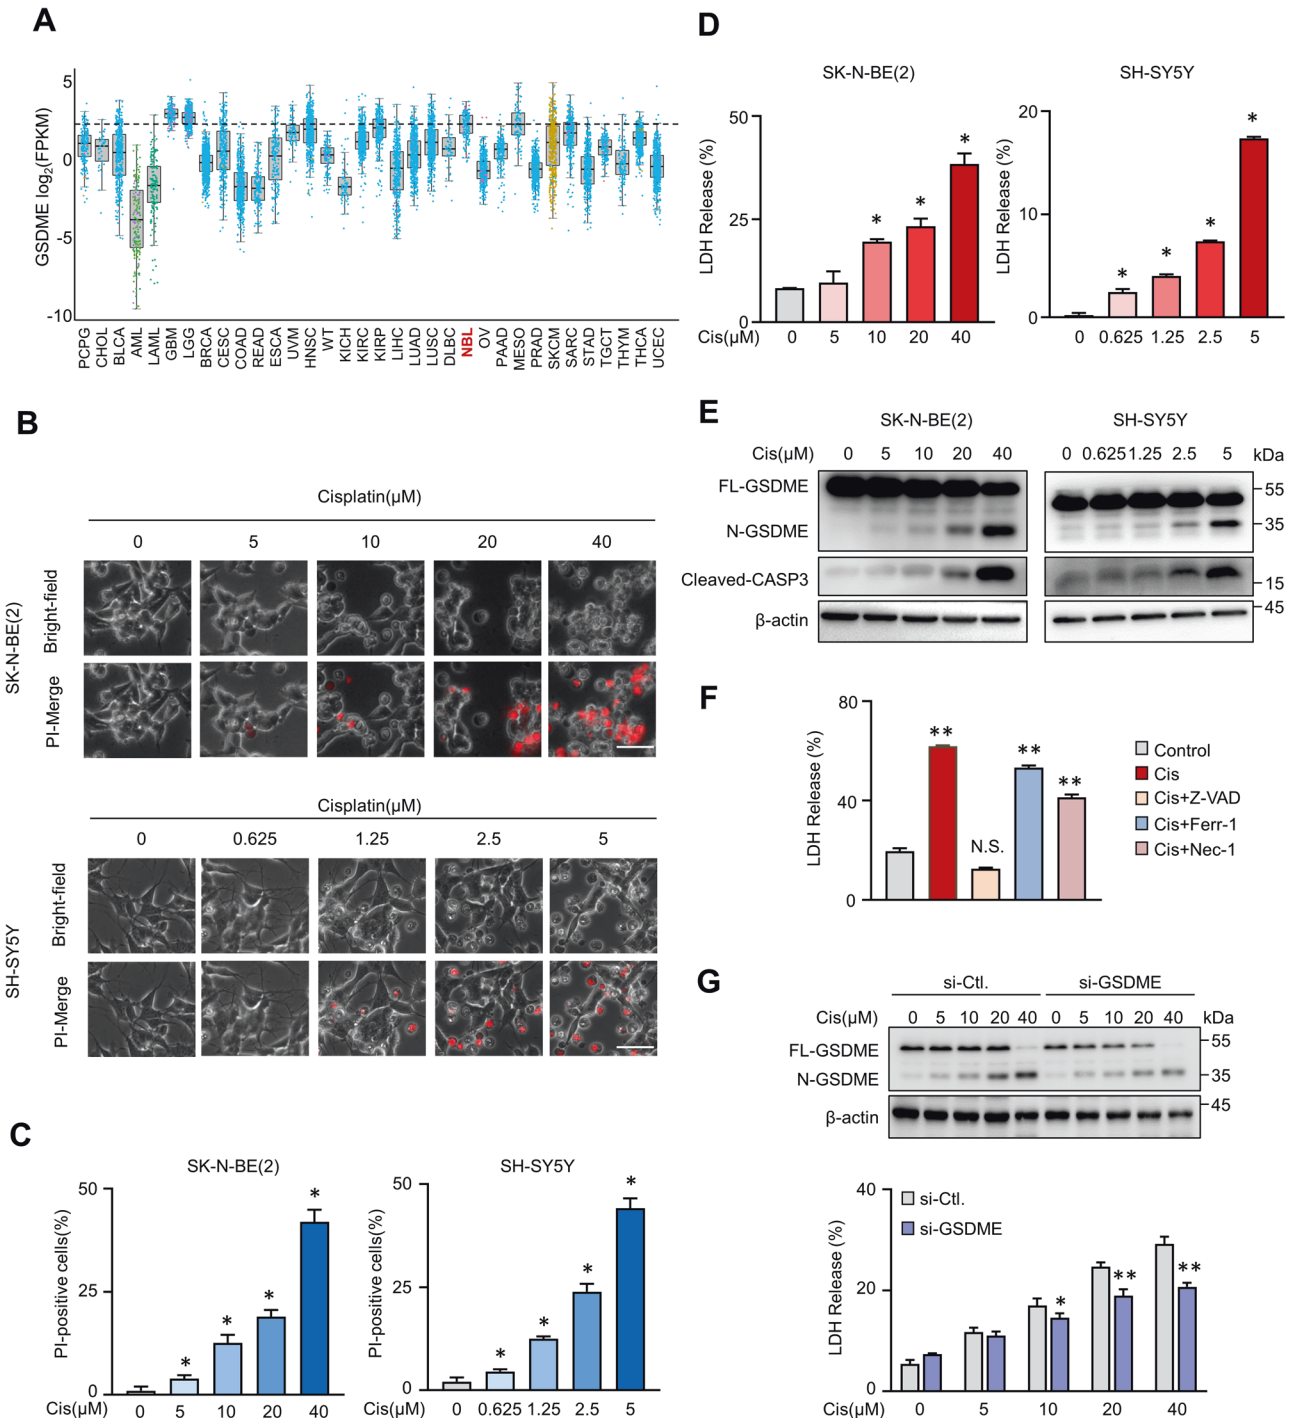 A
GSDME log2(FPKM)
5
0
-5
-10
PCPG CHOL BLCA AML LAML GBM LGG BRCA CESC COAD READ ESCA UVM HNSC WT KICH KIRC KIRP LIHC LUAD LUSC DLBC NBL OV PAAD MESO PRAD SKCM SARC STAD TGCT THYM THCA UCEC
B
Cisplatin(μM)
0 5 10 20 40
SK-N-BE(2)
Bright-field
PI-Merge
Cisplatin(μM)
0 0.625 1.25 2.5 5
SH-SY5Y
Bright-field
PI-Merge
C
SK-N-BE(2)
PI-positive cells(%)
50
25
0
* * * *
Cis(μM) 0 5 10 20 40
SH-SY5Y
PI-positive cells(%)
50
25
0
* * * *
Cis(μM) 0 0.625 1.25 2.5 5
D
SK-N-BE(2)
LDH Release (%)
50
25
0
* * *
Cis(μM) 0 5 10 20 40
SH-SY5Y
LDH Release (%)
20
10
0
* * * *
0 0.625 1.25 2.5 5
E
SK-N-BE(2) SH-SY5Y
Cis(μM) 0 5 10 20 40 0 0.625 1.25 2.5 5 kDa
FL-GSDME 55
N-GSDME 35
Cleaved-CASP3 15
β-actin 45
F
LDH Release (%)
80
40
0
** N.S. ** **
Control
Cis
Cis+Z-VAD
Cis+Ferr-1
Cis+Nec-1
G
si-Ctl. si-GSDME
Cis(μM) 0 5 10 20 40 0 5 10 20 40 kDa
FL-GSDME 55
N-GSDME 35
β-actin 45
LDH Release (%)
40
20
0
si-Ctl.
si-GSDME
* ** **
Cis(μM) 0 5 10 20 40